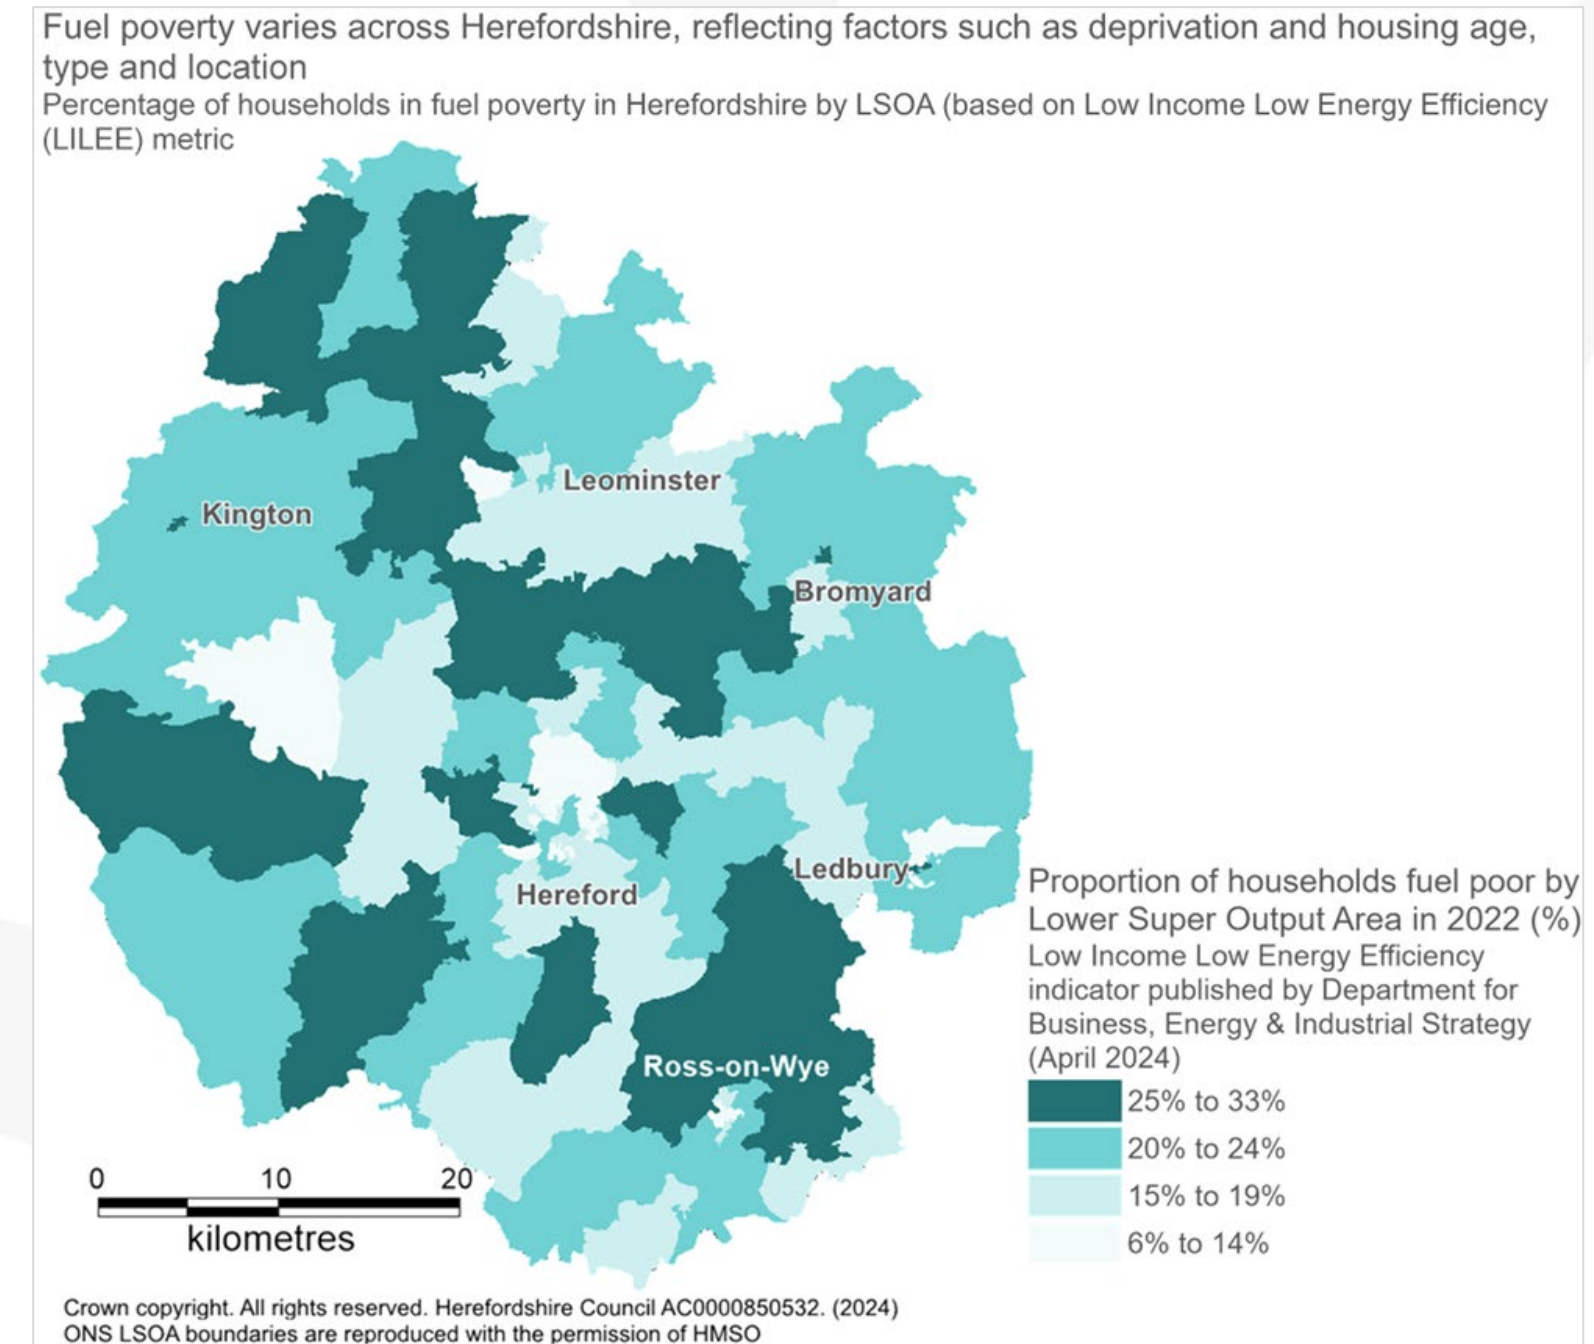 Fuel poverty varies across Herefordshire, reflecting factors such as deprivation and housing age,
type and location
Percentage of households in fuel poverty in Herefordshire by LSOA (based on Low Income Low Energy Efficiency
(LILEE) metric
Leominster
Kington
Bromyard
Ledbury
Hereford
Ross-on-Wye
Proportion of households fuel poor by
Lower Super Output Area in 2022 (%)
Low Income Low Energy Efficiency
indicator published by Department for
Business, Energy & Industrial Strategy
(April 2024)
25% to 33%
20% to 24%
15% to 19%
6% to 14%
0 10 20
kilometres
Crown copyright. All rights reserved. Herefordshire Council AC0000850532. (2024)
ONS LSOA boundaries are reproduced with the permission of HMSO